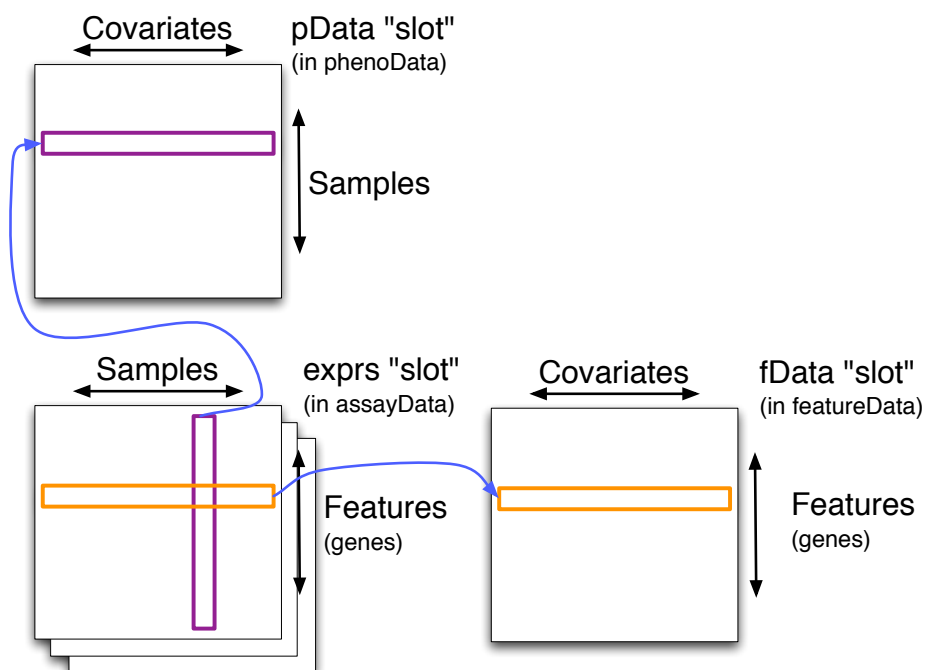 Covariates
pData "slot"
(in phenoData)
Samples
Samples
exprs "slot"
(in assayData)
Features
(genes)
Covariates
fData "slot"
(in featureData)
Features
(genes)